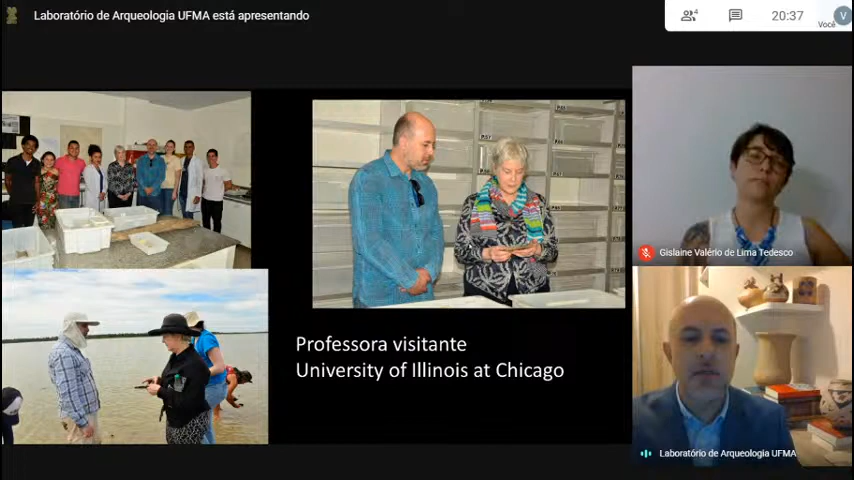 Laboratório de Arqueologia UFMA está apresentando
4
20:37
Você
V
Professora visitante
University of Illinois at Chicago
Gislaine Valério de Lima Tedesco
Laboratório de Arqueologia UFMA